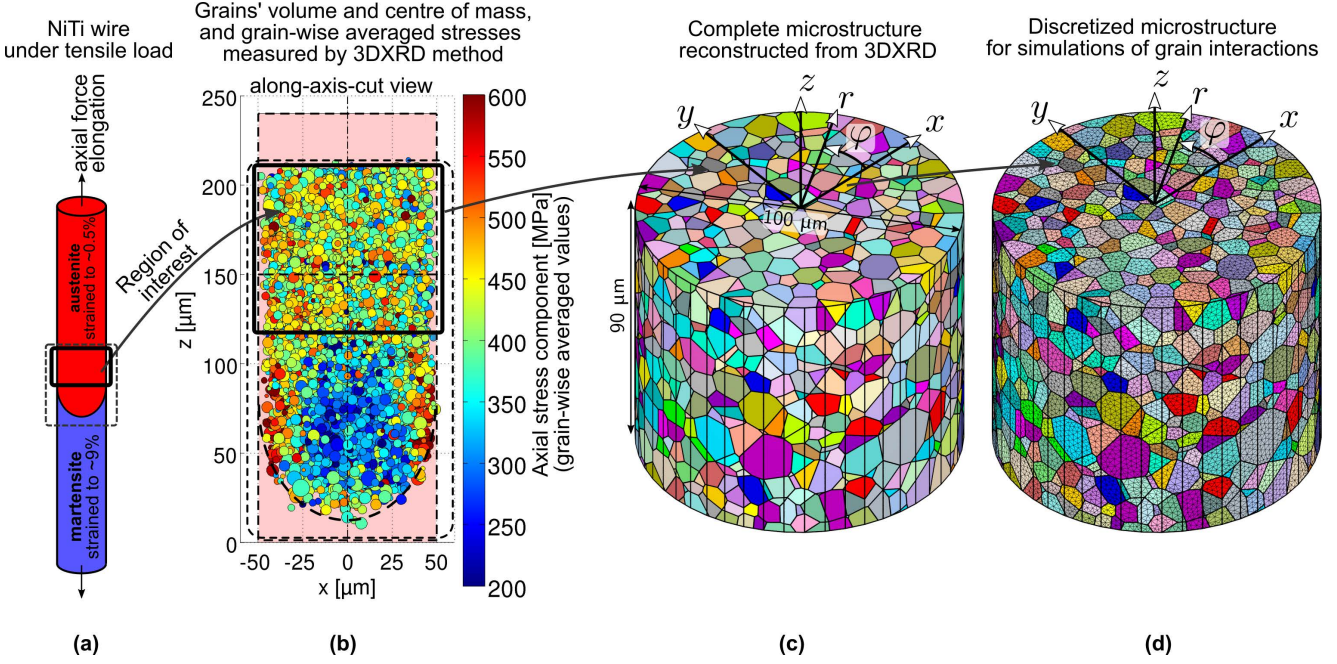 NiTi wire
under tensile load
axial force
elongation
austenite
strained to ~0.5%
martensite
strained to ~9%
Region of
interest
(a)
Grains' volume and centre of mass,
and grain-wise averaged stresses
measured by 3DXRD method
along-axis-cut view
250
200
150
100
50
0
z [µm]
-50 -25 0 25 50
x [µm]
600
550
500
450
400
350
300
250
200
Axial stress component [MPa]
(grain-wise averaged values)
(b)
Complete microstructure
reconstructed from 3DXRD
z
r
y
x
φ
100 µm
90 µm
(c)
Discretized microstructure
for simulations of grain interactions
z
r
y
x
φ
(d)